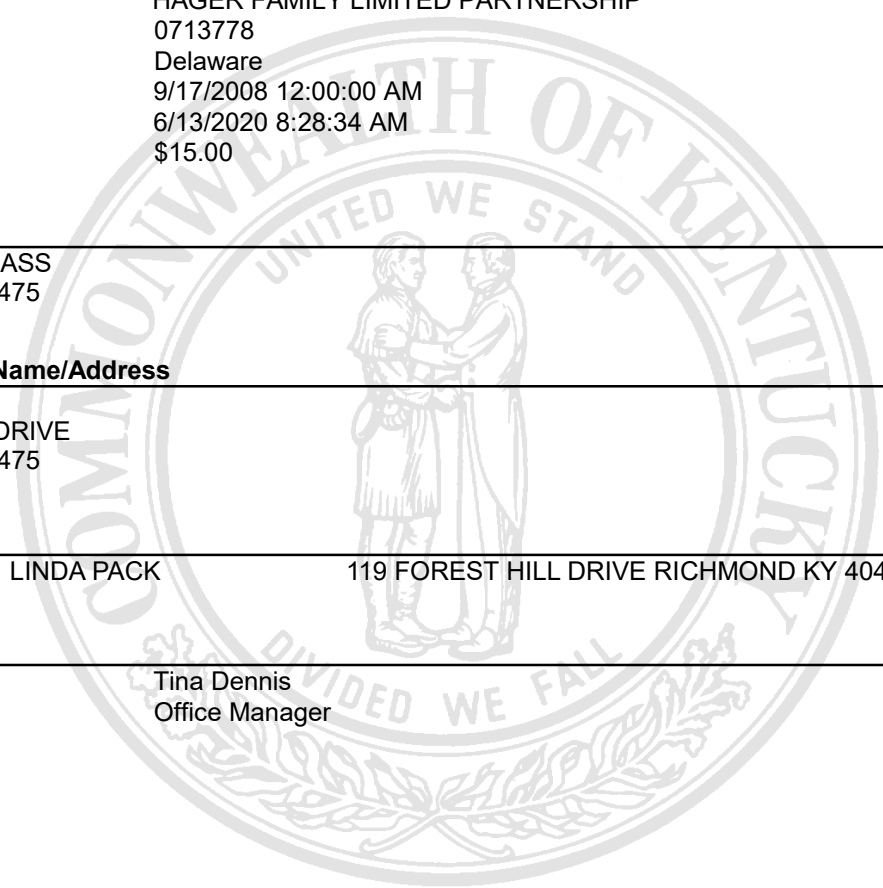 HAGER FAMILY LIMITED PARTNERSHIP
0713778
Delaware
9/17/2008 12:00:00 AM
6/13/2020 8:28:34 AM
$15.00
COMMONWEALTH OF KENTUCKY
UNITED WE STAND
ASS
475
Name/Address
DRIVE
475
LINDA PACK 119 FOREST HILL DRIVE RICHMOND KY 404
DIVIDED WE FALL
Tina Dennis
Office Manager